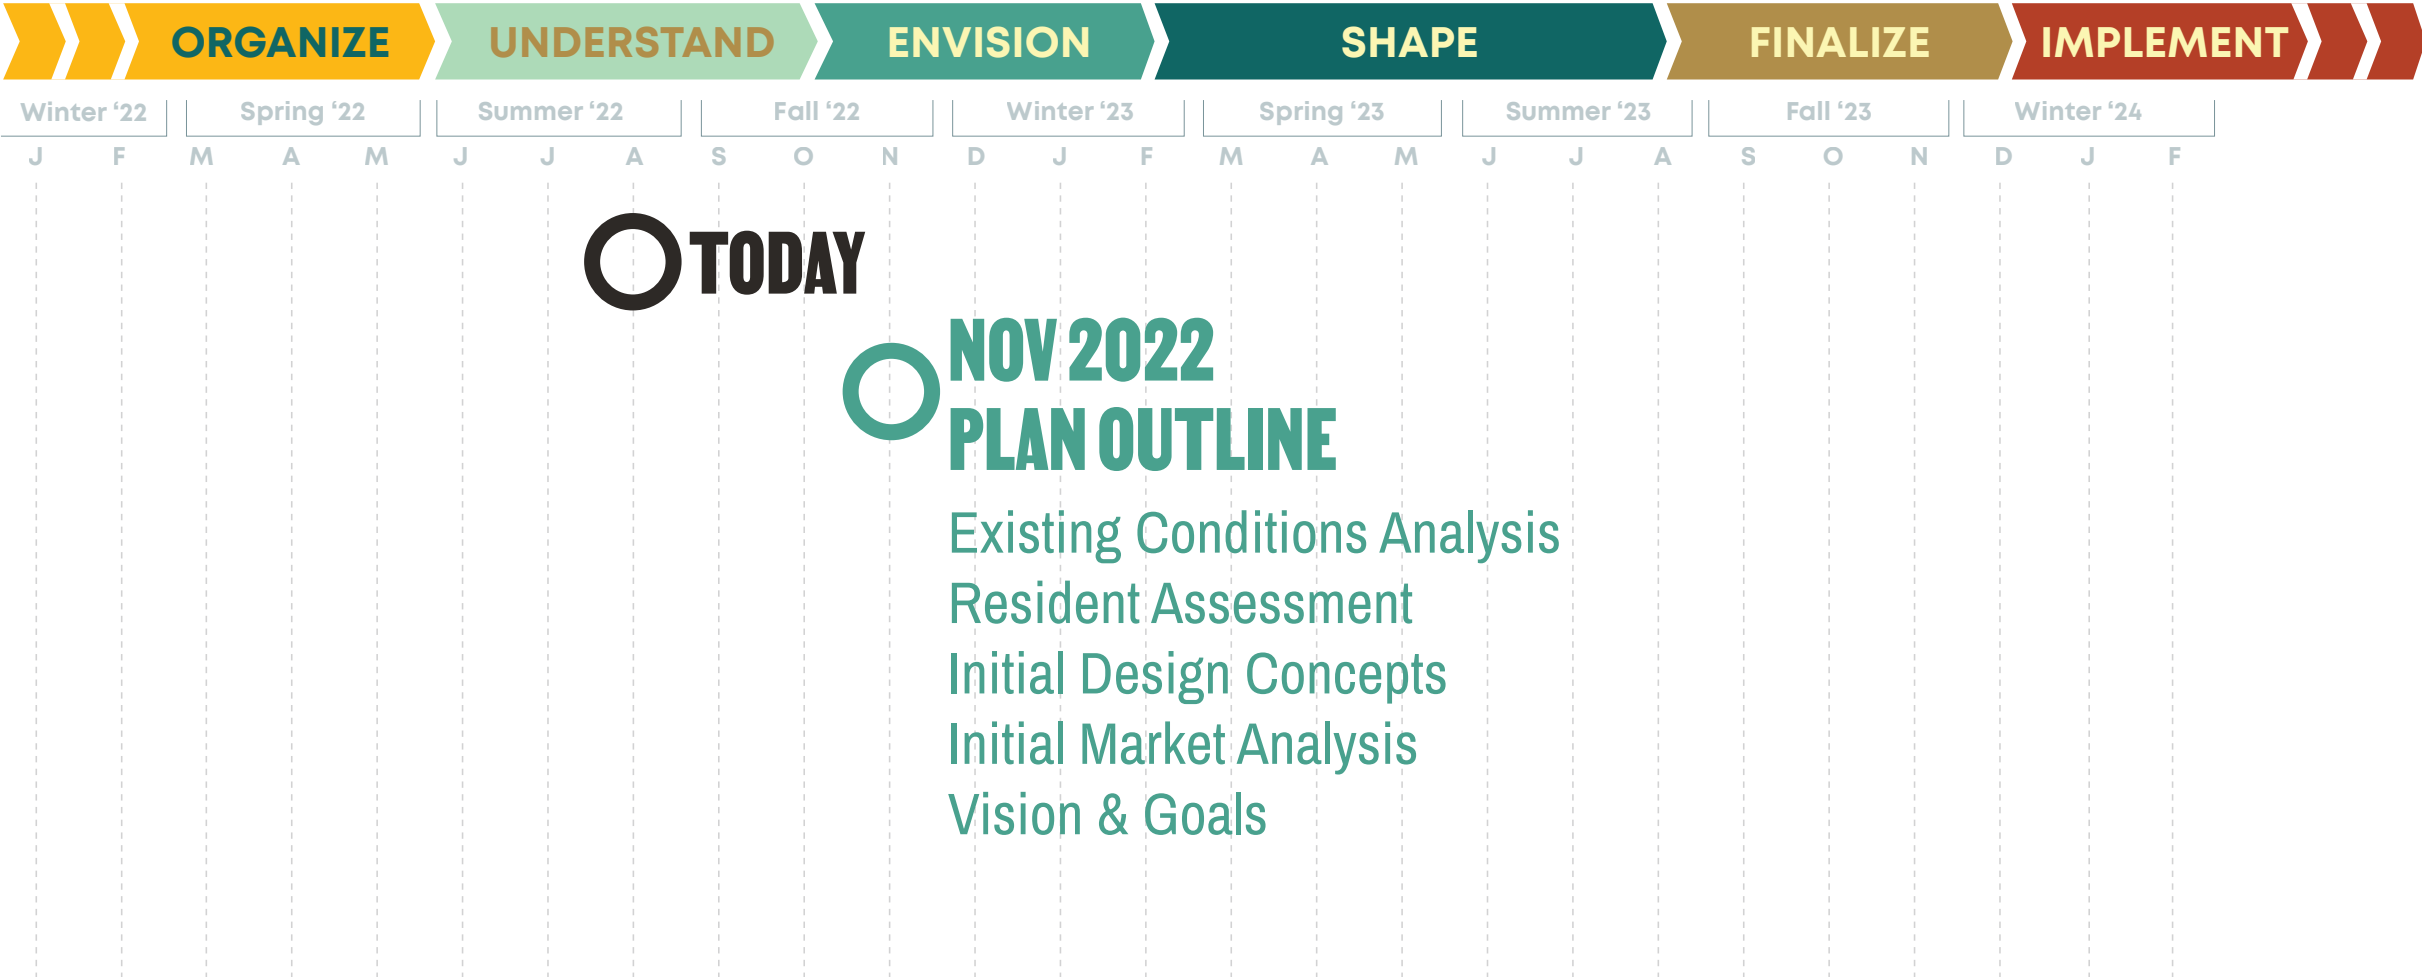 ORGANIZE UNDERSTAND ENVISION SHAPE FINALIZE IMPLEMENT
Winter ‘22 Spring ‘22 Summer ‘22 Fall ‘22 Winter ‘23 Spring ‘23 Summer ‘23 Fall ‘23 Winter ‘24
J F M A M J J A S O N D J F M A M J J A S O N D J F
TODAY
NOV 2022
PLAN OUTLINE
Existing Conditions Analysis
Resident Assessment
Initial Design Concepts
Initial Market Analysis
Vision & Goals